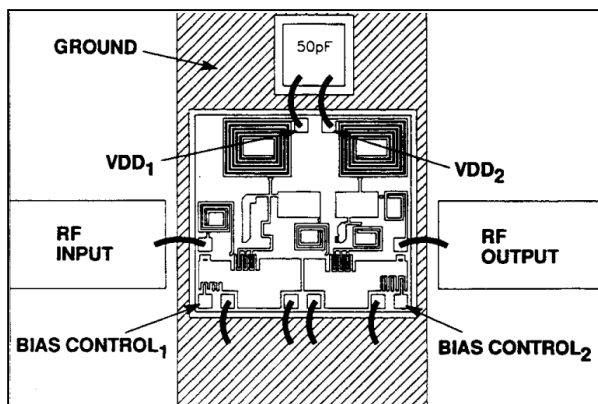 50pF
GROUND
VDD₁
VDD₂
RF
INPUT
RF
OUTPUT
BIAS CONTROL₁
BIAS CONTROL₂